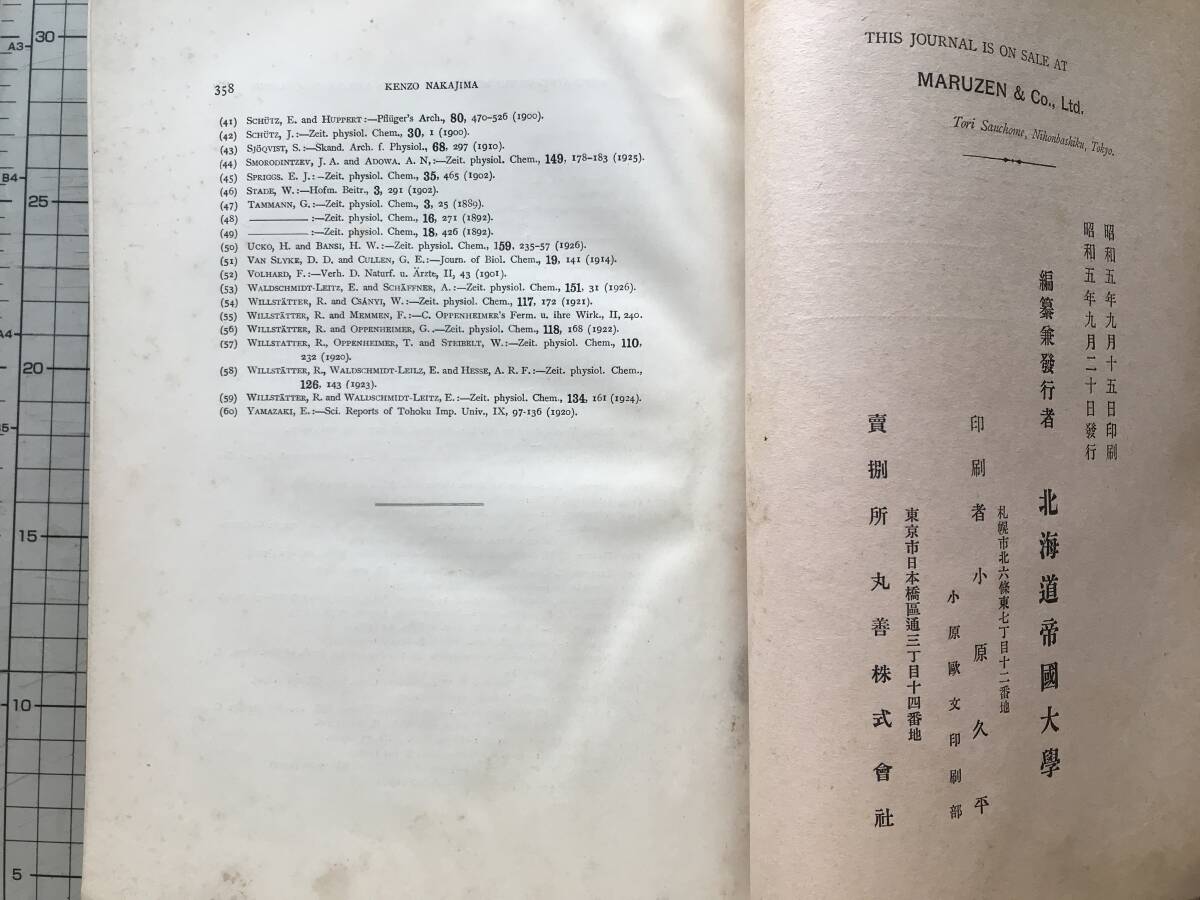 A3
30
B4
25
A4
20
B5
15
10
5
358 KENZO NAKAJIMA
(41) SCHÜTZ, E. and HUPPERT:—Pflüger's Arch., 80, 470-526 (1900).
(42) SCHÜTZ, J.:—Zeit. physiol. Chem., 30, 1 (1900).
(43) SJÖQVIST, S.:—Skand. Arch. f. Physiol., 68, 297 (1910).
(44) SMORODINTZEV, J. A. and ADOWA. A. N,:—Zeit. physiol. Chem., 149, 178-183 (1925).
(45) SPRIGGS. E. J.:—Zeit. physiol. Chem., 35, 465 (1902).
(46) STADE, W.:—Hofm. Beitr., 3, 291 (1902).
(47) TAMMANN, G.:—Zeit. physiol. Chem., 3, 25 (1889).
(48) ———— :—Zeit. physiol. Chem., 16, 271 (1892).
(49) ———— :—Zeit. physiol. Chem., 18, 426 (1892).
(50) UCKO, H. and BANSI, H. W.:—Zeit. physiol. Chem., 159, 235-57 (1926).
(51) VAN SLYKE, D. D. and CULLEN, G. E.:—Journ. of Biol. Chem., 19, 141 (1914).
(52) VOLHARD, F.:—Verh. D. Naturf. u. Ärzte, II, 43 (1901).
(53) WALDSCHMIDT-LEITZ, E. and SCHÄFFNER, A.:—Zeit. physiol. Chem., 151, 31 (1926).
(54) WILLSTÄTTER, R. and CSÁNYI, W.:—Zeit. physiol. Chem., 117, 172 (1921).
(55) WILLSTÄTTER, R. and MEMMEN, F.:—C. OPPENHEIMER's Ferm. u. ihre Wirk., II, 240.
(56) WILLSTÄTTER, R. and OPPENHEIMER, G..—Zeit. physiol. Chem., 118, 168 (1922).
(57) WILLSTATTER, R., OPPENHEIMER, T. and STEIBELT, W.:—Zeit. physiol. Chem., 110,
232 (1920).
(58) WILLSTÄTTER, R., WALDSCHMIDT-LEILZ, E. and HESSE, A. R. F.:—Zeit. physiol. Chem.,
126, 143 (1923).
(59) WILLSTÄTTER, R. and WALDSCHMIDT-LEITZ, E.:—Zeit. physiol. Chem., 134, 161 (1924).
(60) YAMAZAKI, E.:—Sci. Reports of Tohoku Imp. Univ., IX, 97-136 (1920).
THIS JOURNAL IS ON SALE AT
MARUZEN & Co., Ltd.
Tori Sanchome, Nihonbashiku, Tokyo.
昭和五年九月十五日印刷
昭和五年九月二十日發行
編纂兼發行者 北海道帝國大學
札幌市北六條東七丁目十二番地
印刷者 小原久平
小原歐文印刷部
東京市日本橋區通三丁目十四番地
賣捌所 丸善株式會社